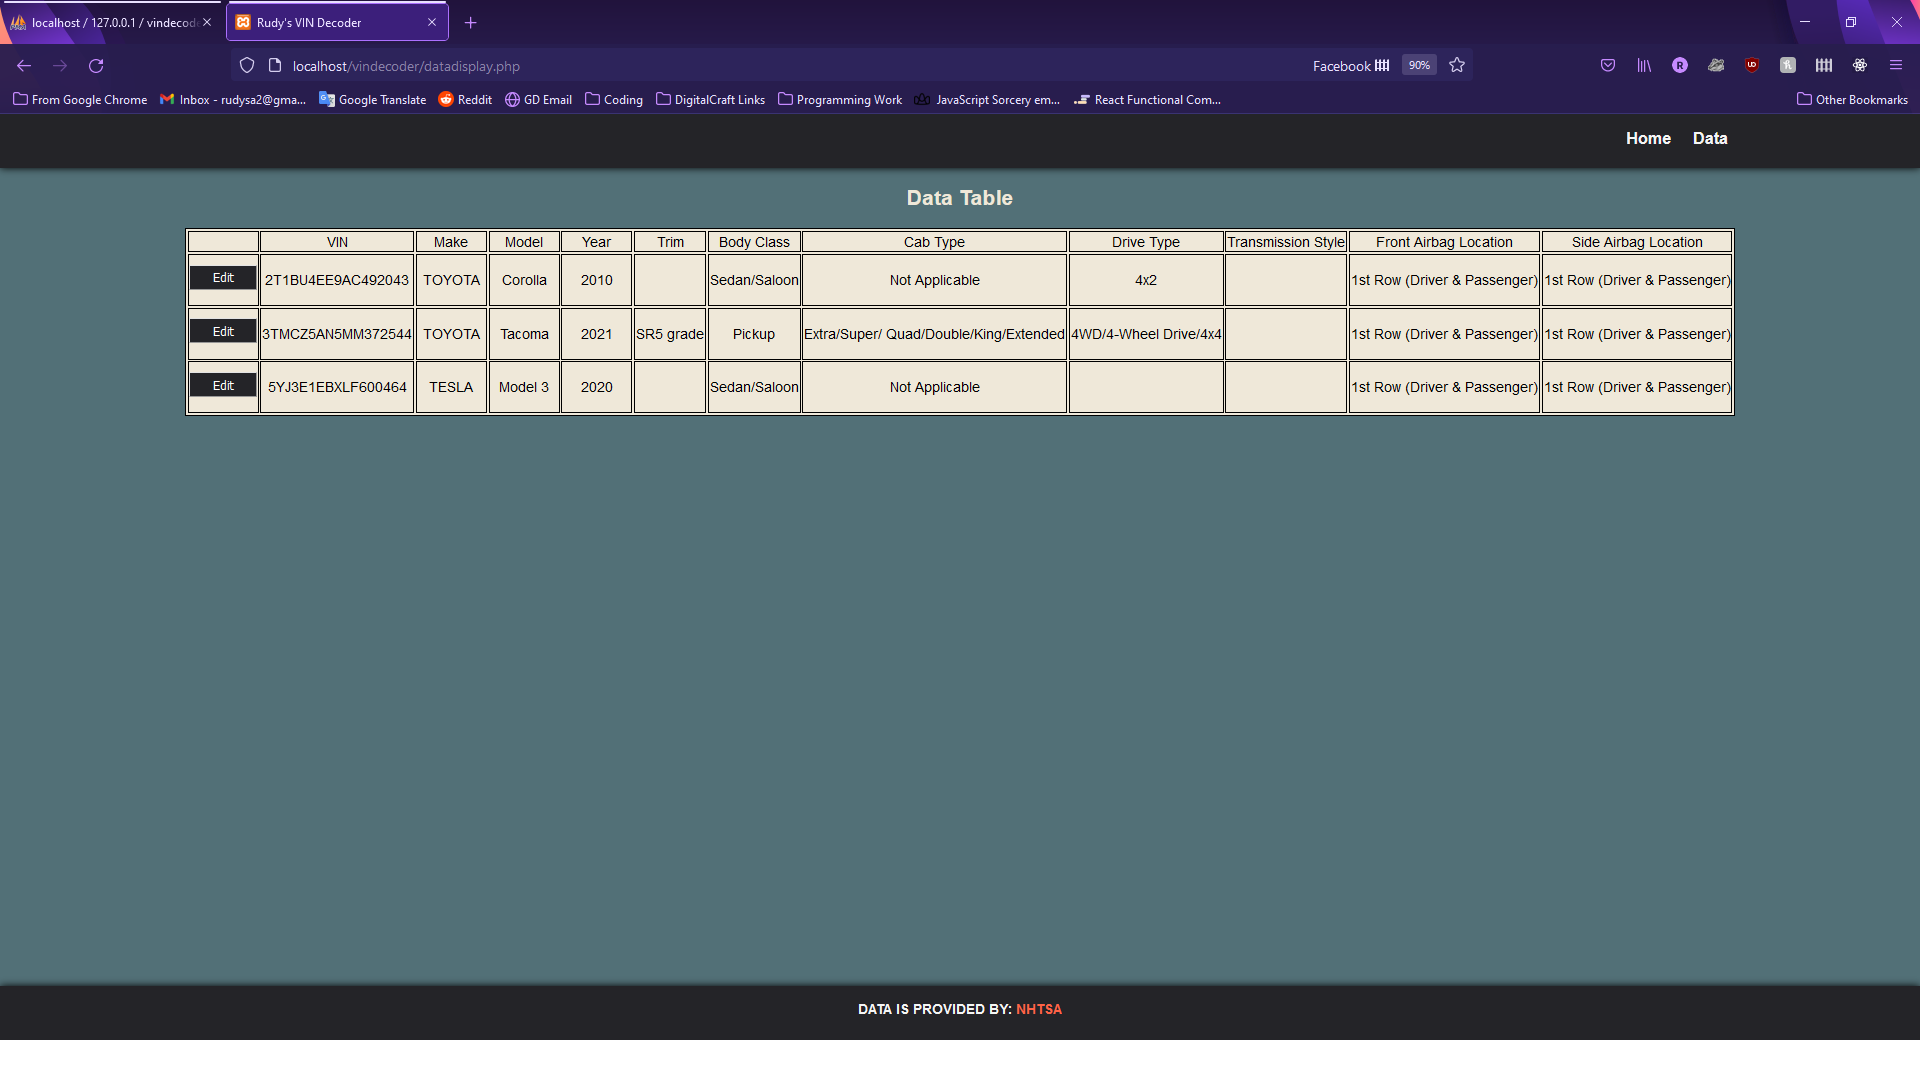 localhost / 127.0.0.1 / vindecode
Rudy's VIN Decoder
localhost/vindecoder/datadisplay.php
Facebook
90%
From Google Chrome
Inbox - rudysa2@gma...
Google Translate
Reddit
GD Email
Coding
DigitalCraft Links
Programming Work
JavaScript Sorcery em...
React Functional Com...
Other Bookmarks
Home Data
Data Table
VIN Make Model Year Trim Body Class Cab Type Drive Type Transmission Style Front Airbag Location Side Airbag Location
Edit 2T1BU4EE9AC492043 TOYOTA Corolla 2010 Sedan/Saloon Not Applicable 4x2 1st Row (Driver & Passenger) 1st Row (Driver & Passenger)
Edit 3TMCZ5AN5MM372544 TOYOTA Tacoma 2021 SR5 grade Pickup Extra/Super/ Quad/Double/King/Extended 4WD/4-Wheel Drive/4x4 1st Row (Driver & Passenger) 1st Row (Driver & Passenger)
Edit 5YJ3E1EBXLF600464 TESLA Model 3 2020 Sedan/Saloon Not Applicable 1st Row (Driver & Passenger) 1st Row (Driver & Passenger)
DATA IS PROVIDED BY: NHTSA